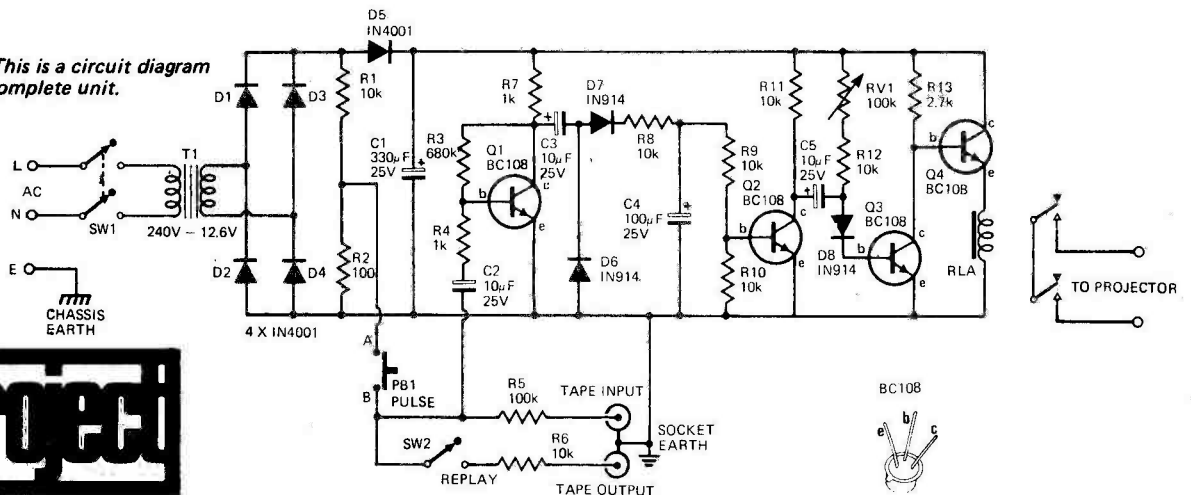 This is a circuit diagram
omplete unit.
L
AC
N
SW1
E
CHASSIS
EARTH
T1
240V – 12.6V
D1
D3
D2
D4
4 X IN4001
D5
IN4001
R1
10k
R2
100
C1
330µF
25V
R3
680k
R4
1k
C2
10µF
25V
R7
1k
Q1
BC108
b
c
e
C3
10µF
25V
D7
IN914
D6
IN914
R8
10k
C4
100µF
25V
R9
10k
R10
10k
Q2
BC108
b
c
e
R11
10k
C5
10µF
25V
RV1
100k
R12
10k
D8
IN914
Q3
BC108
b
c
e
R13
2.7k
Q4
BC108
b
c
e
RLA
TO PROJECTOR
A
B
PB1
PULSE
SW2
REPLAY
R5
100k
R6
10k
TAPE INPUT
TAPE OUTPUT
SOCKET
EARTH
BC108
e
b
c
oject